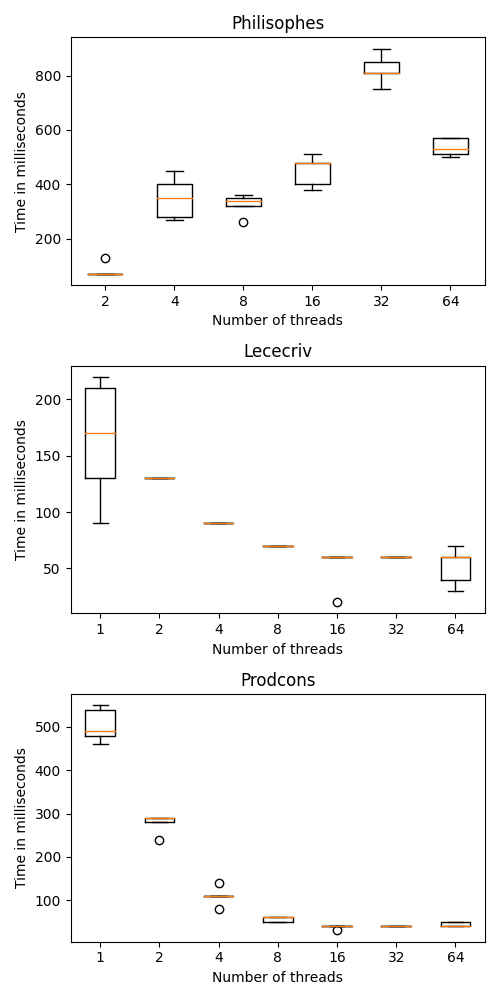 Philisophes
Time in milliseconds
800
600
400
200
2 4 8 16 32 64
Number of threads
Lececriv
Time in milliseconds
200
150
100
50
1 2 4 8 16 32 64
Number of threads
Prodcons
Time in milliseconds
500
400
300
200
100
1 2 4 8 16 32 64
Number of threads